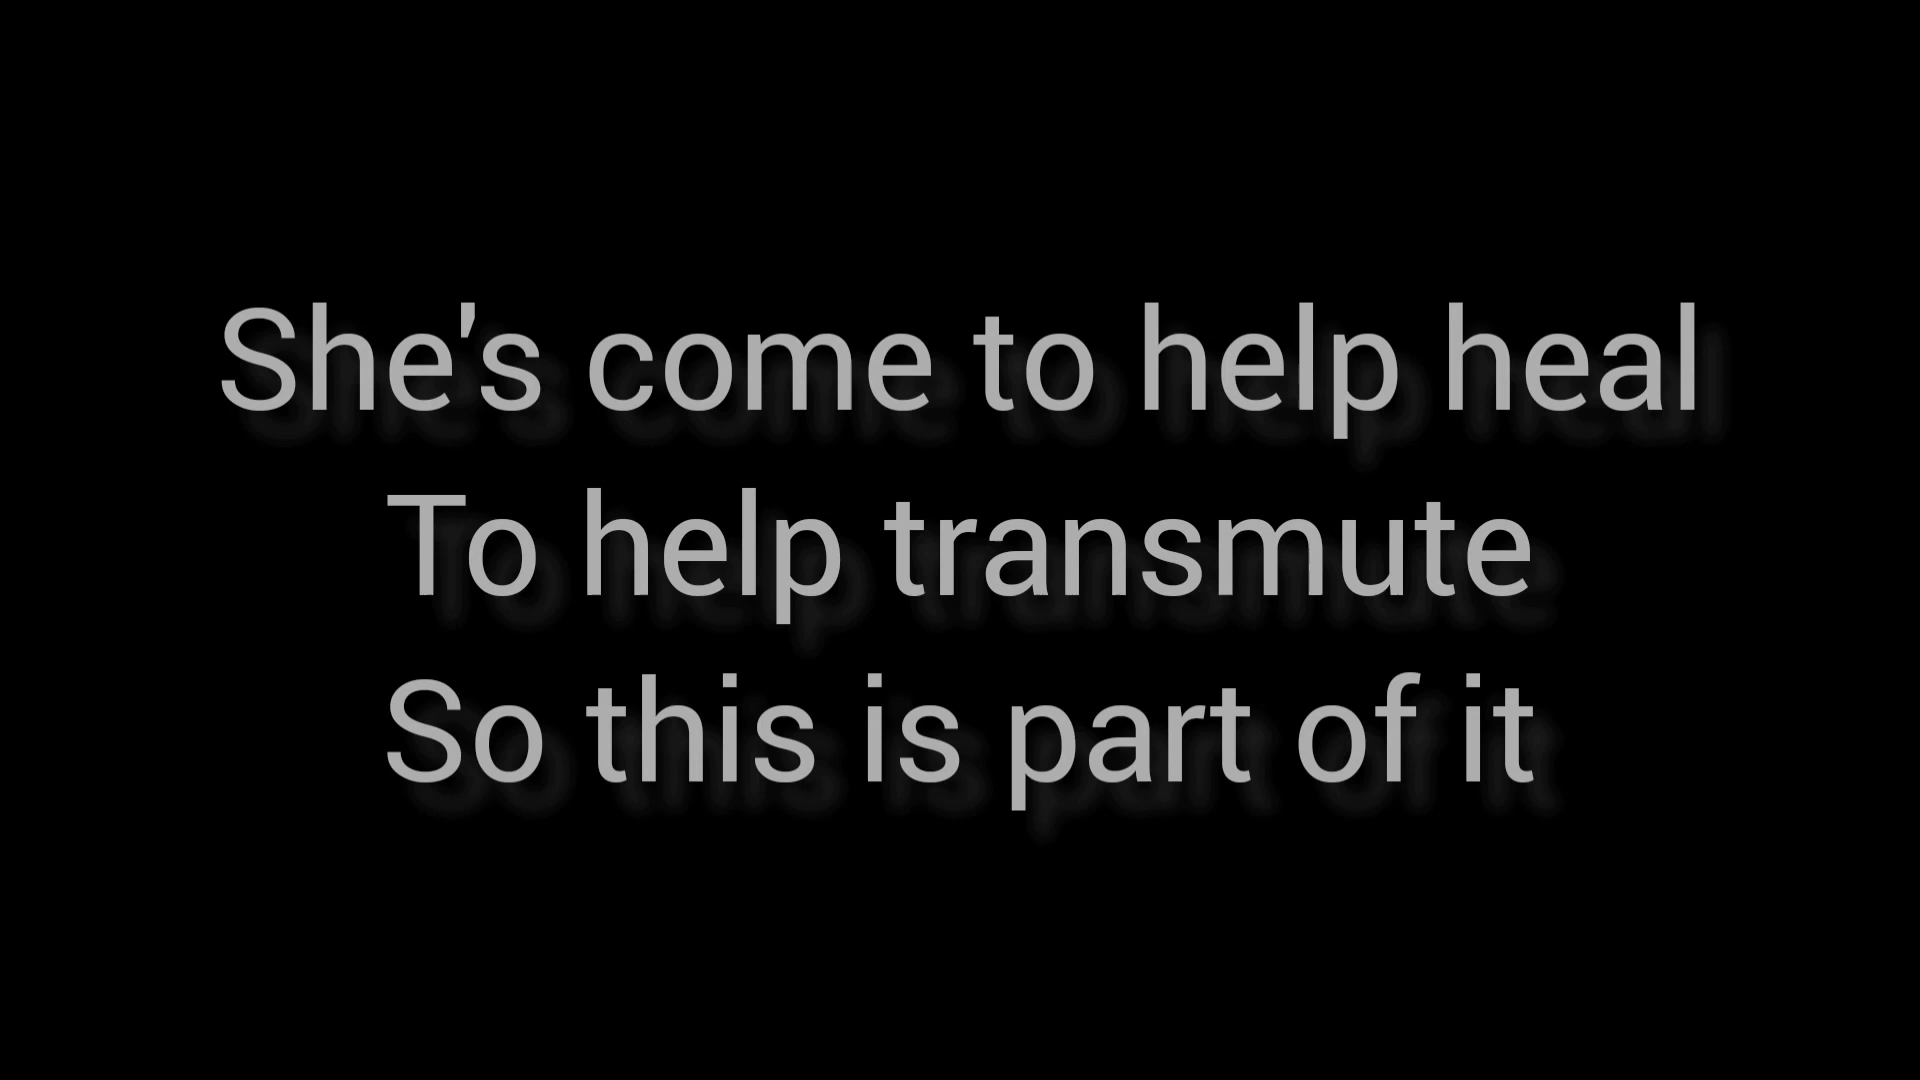 She's come to help heal
To help transmute
So this is part of it